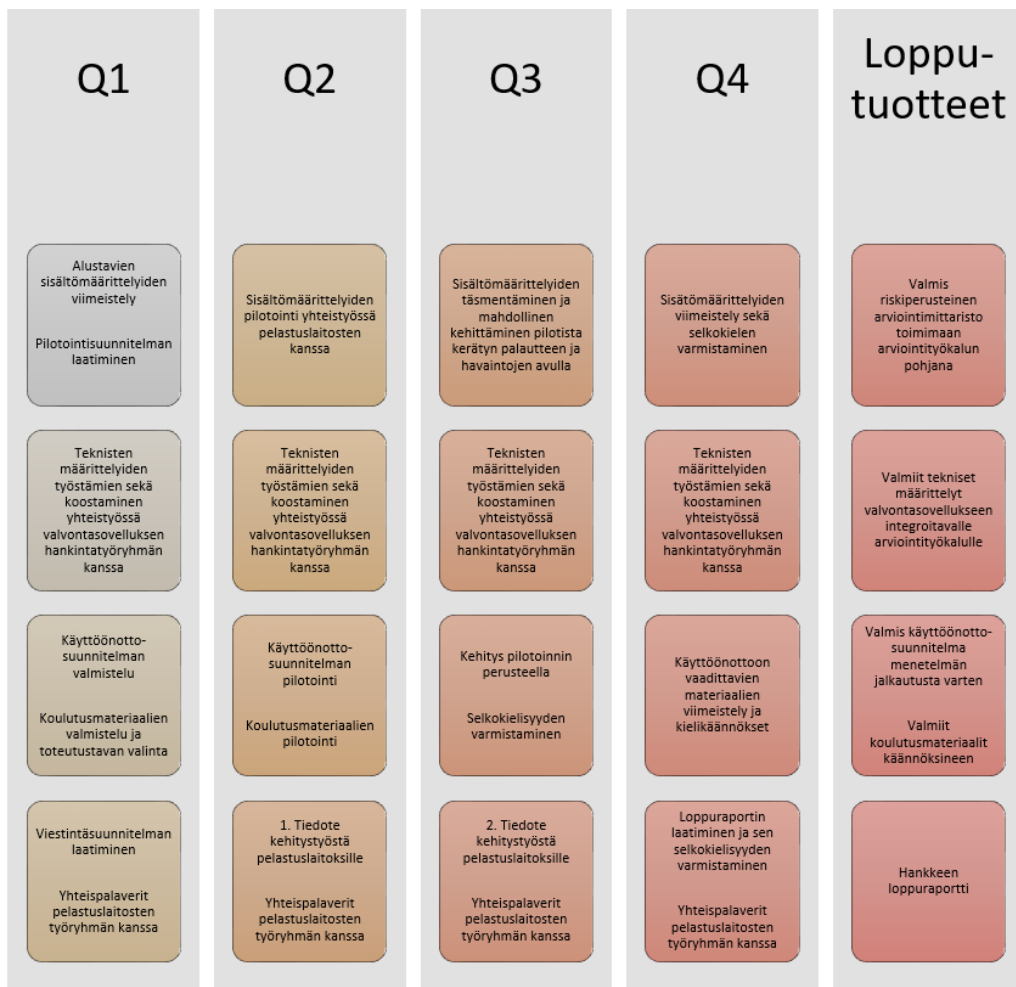 Q1
Alustavien
sisältömäärittelyiden
viimeistely
Pilotointisuunnitelman
laatiminen
Teknisten
määrittelyiden
työstämien sekä
koostaminen
yhteistyössä
valvontasovelluksen
hankintatyöryhmän
kanssa
Käyttöönotto-
suunnitelman
valmistelu
Koulutusmateriaalien
valmistelu ja
toteutustavan valinta
Viestintäsuunnitelman
laatiminen
Yhteispalaverit
pelastuslaitosten
työryhmän kanssa
Q2
Sisältömäärittelyiden
pilotointi yhteistyössä
pelastuslaitosten
kanssa
Teknisten
määrittelyiden
työstämien sekä
koostaminen
yhteistyössä
valvontasovelluksen
hankintatyöryhmän
kanssa
Käyttöönotto-
suunnitelman
pilotointi
Koulutusmateriaalien
pilotointi
1. Tiedote
kehitystyöstä
pelastuslaitoksille
Yhteispalaverit
pelastuslaitosten
työryhmän kanssa
Q3
Sisältömäärittelyiden
täsmentäminen ja
mahdollinen
kehittäminen pilotista
kerätyn palautteen ja
havaintojen avulla
Teknisten
määrittelyiden
työstämien sekä
koostaminen
yhteistyössä
valvontasovelluksen
hankintatyöryhmän
kanssa
Kehitys pilotoinnin
perusteella
Selkokielisyyden
varmistaminen
2. Tiedote
kehitystyöstä
pelastuslaitoksille
Yhteispalaverit
pelastuslaitosten
työryhmän kanssa
Q4
Sisätömäärittelyiden
viimeistely sekä
selkokielen
varmistaminen
Teknisten
määrittelyiden
työstämien sekä
koostaminen
yhteistyössä
valvontasovelluksen
hankintatyöryhmän
kanssa
Käyttöönottoon
vaadittavien
materiaalien
viimeistely ja
kielikäännökset
Loppuraportin
laatiminen ja sen
selkokielisyyden
varmistaminen
Yhteispalaverit
pelastuslaitosten
työryhmän kanssa
Loppu-
tuotteet
Valmis
riskiperusteinen
arviointimittaristo
toimimaan
arviointityökalun
pohjana
Valmiit tekniset
määrittelyt
valvontasovellukseen
integroitavalle
arviointityökalulle
Valmis käyttöönotto-
suunnitelma
menetelmän
jalkautusta varten
Valmiit
koulutusmateriaalit
käännöksineen
Hankkeen
loppuraportti